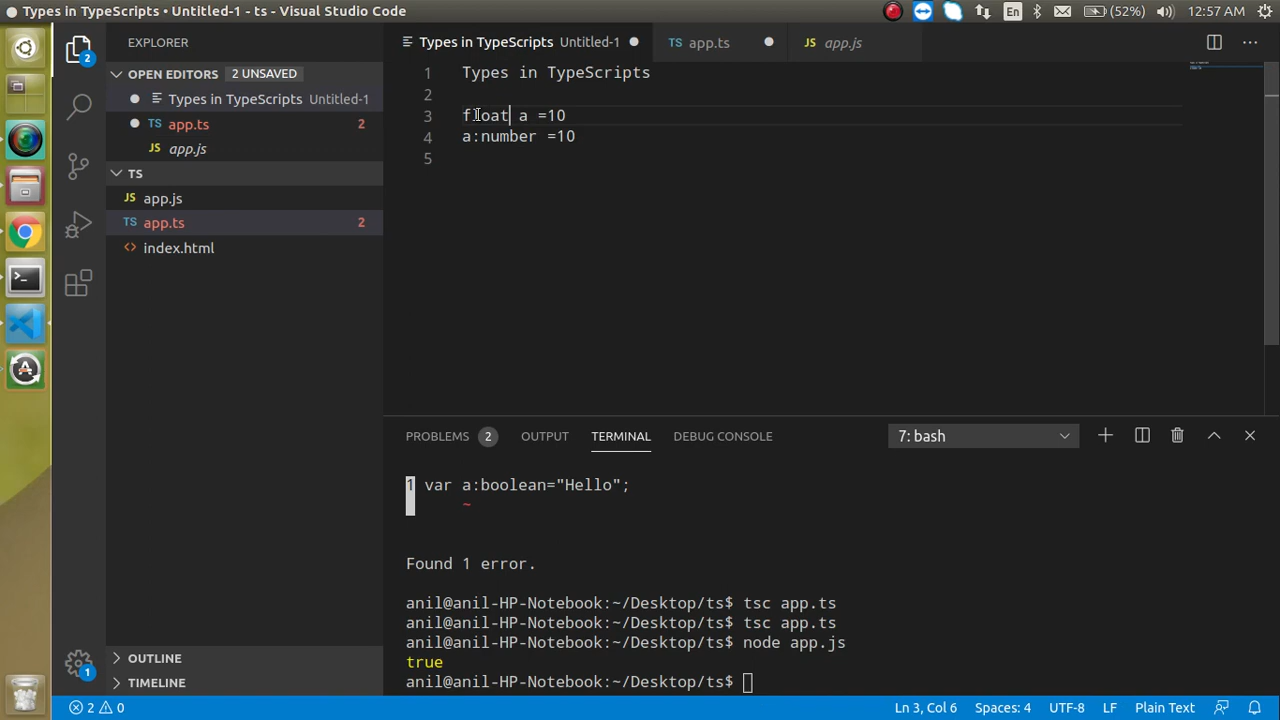 Types in TypeScripts • Untitled-1 - ts - Visual Studio Code
En
(52%)
12:57 AM
EXPLORER
Types in TypeScripts Untitled-1
TS app.ts
JS app.js
2
OPEN EDITORS 2 UNSAVED
Types in TypeScripts Untitled-1
TS app.ts 2
JS app.js
TS
JS app.js
TS app.ts 2
<> index.html
OUTLINE
TIMELINE
1
1 Types in TypeScripts
2
3 float a =10
4 a:number =10
5
PROBLEMS 2 OUTPUT TERMINAL DEBUG CONSOLE 7: bash
1 var a:boolean="Hello";
~
Found 1 error.
anil@anil-HP-Notebook:~/Desktop/ts$ tsc app.ts
anil@anil-HP-Notebook:~/Desktop/ts$ tsc app.ts
anil@anil-HP-Notebook:~/Desktop/ts$ node app.js
true
anil@anil-HP-Notebook:~/Desktop/ts$
2 0 Ln 3, Col 6 Spaces: 4 UTF-8 LF Plain Text